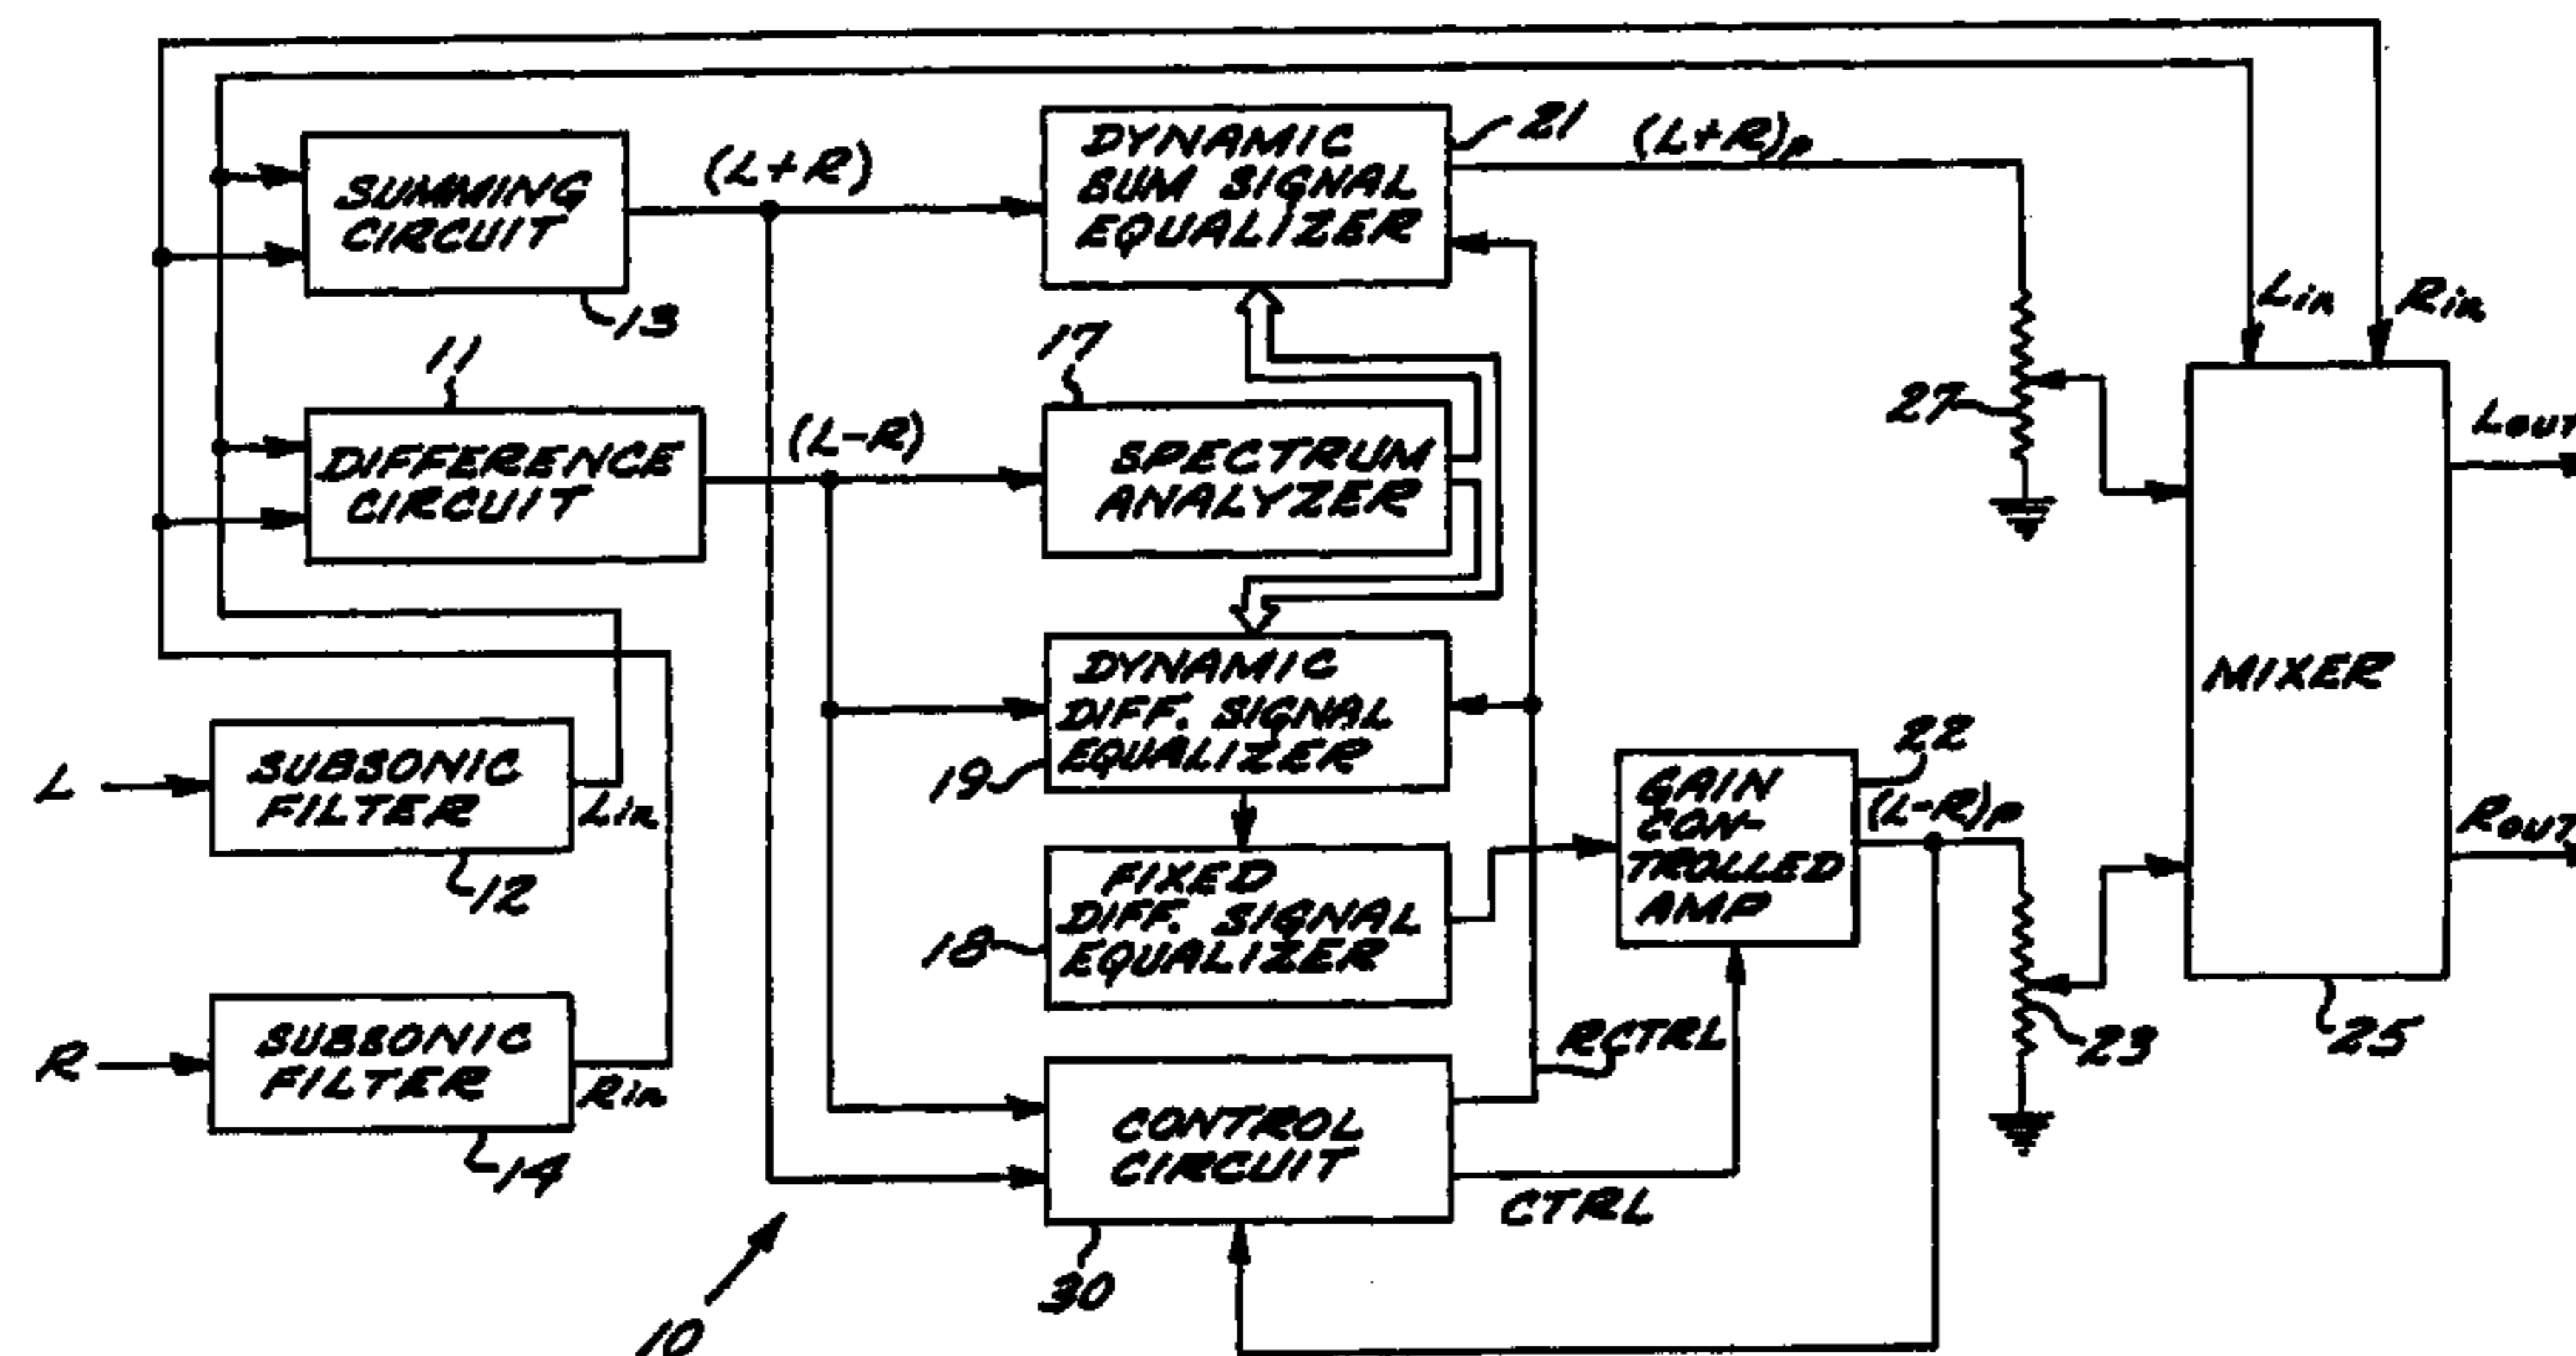 SUMMING
CIRCUIT
13
(L+R)
DYNAMIC
SUM SIGNAL
EQUALIZER
21
(L+R)p
Lin
Rin
11
DIFFERENCE
CIRCUIT
(L-R)
17
SPECTRUM
ANALYZER
27
LOUT
DYNAMIC
DIFF. SIGNAL
EQUALIZER
19
MIXER
L
SUBSONIC
FILTER
Lin
12
FIXED
DIFF. SIGNAL
EQUALIZER
18
GAIN
CON-
TROLLED
AMP
22
(L-R)p
ROUT
R
SUBSONIC
FILTER
Rin
14
CONTROL
CIRCUIT
30
RCTRL
CTRL
23
25
10